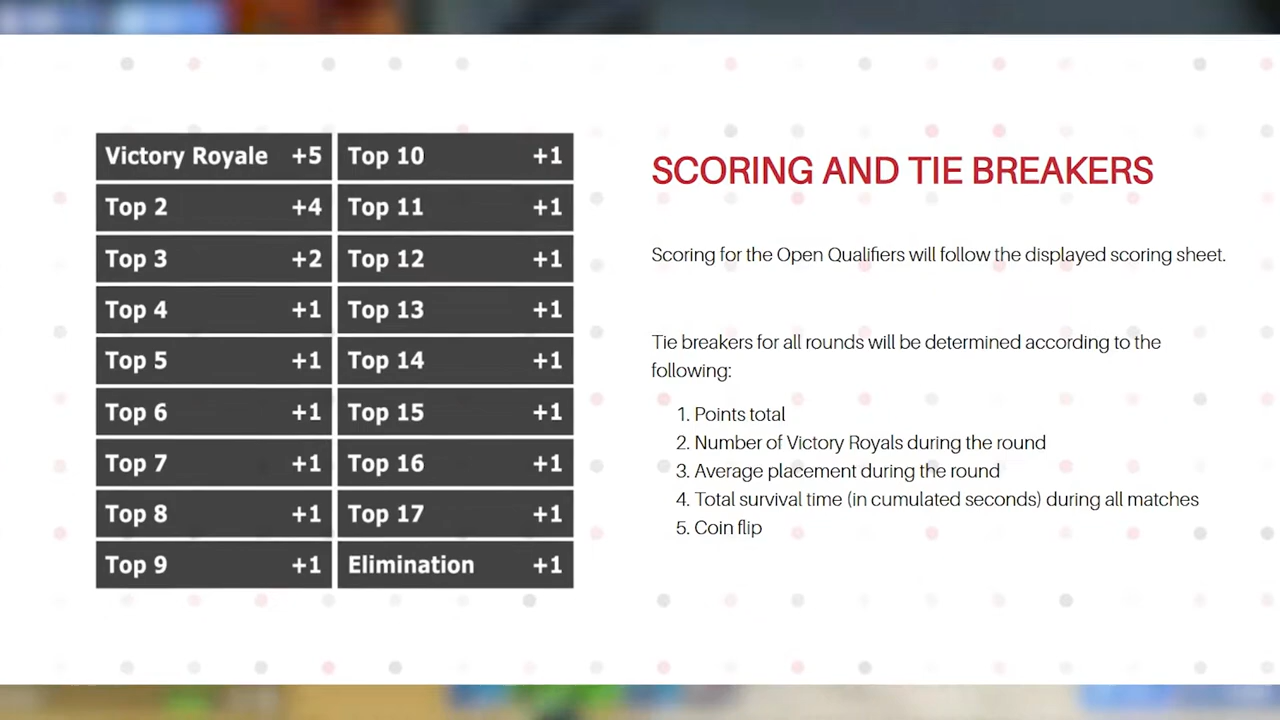 Victory Royale +5
Top 2 +4
Top 3 +2
Top 4 +1
Top 5 +1
Top 6 +1
Top 7 +1
Top 8 +1
Top 9 +1
Top 10 +1
Top 11 +1
Top 12 +1
Top 13 +1
Top 14 +1
Top 15 +1
Top 16 +1
Top 17 +1
Elimination +1
SCORING AND TIE BREAKERS
Scoring for the Open Qualifiers will follow the displayed scoring sheet.
Tie breakers for all rounds will be determined according to the
following:
1. Points total
2. Number of Victory Royals during the round
3. Average placement during the round
4. Total survival time (in cumulated seconds) during all matches
5. Coin flip